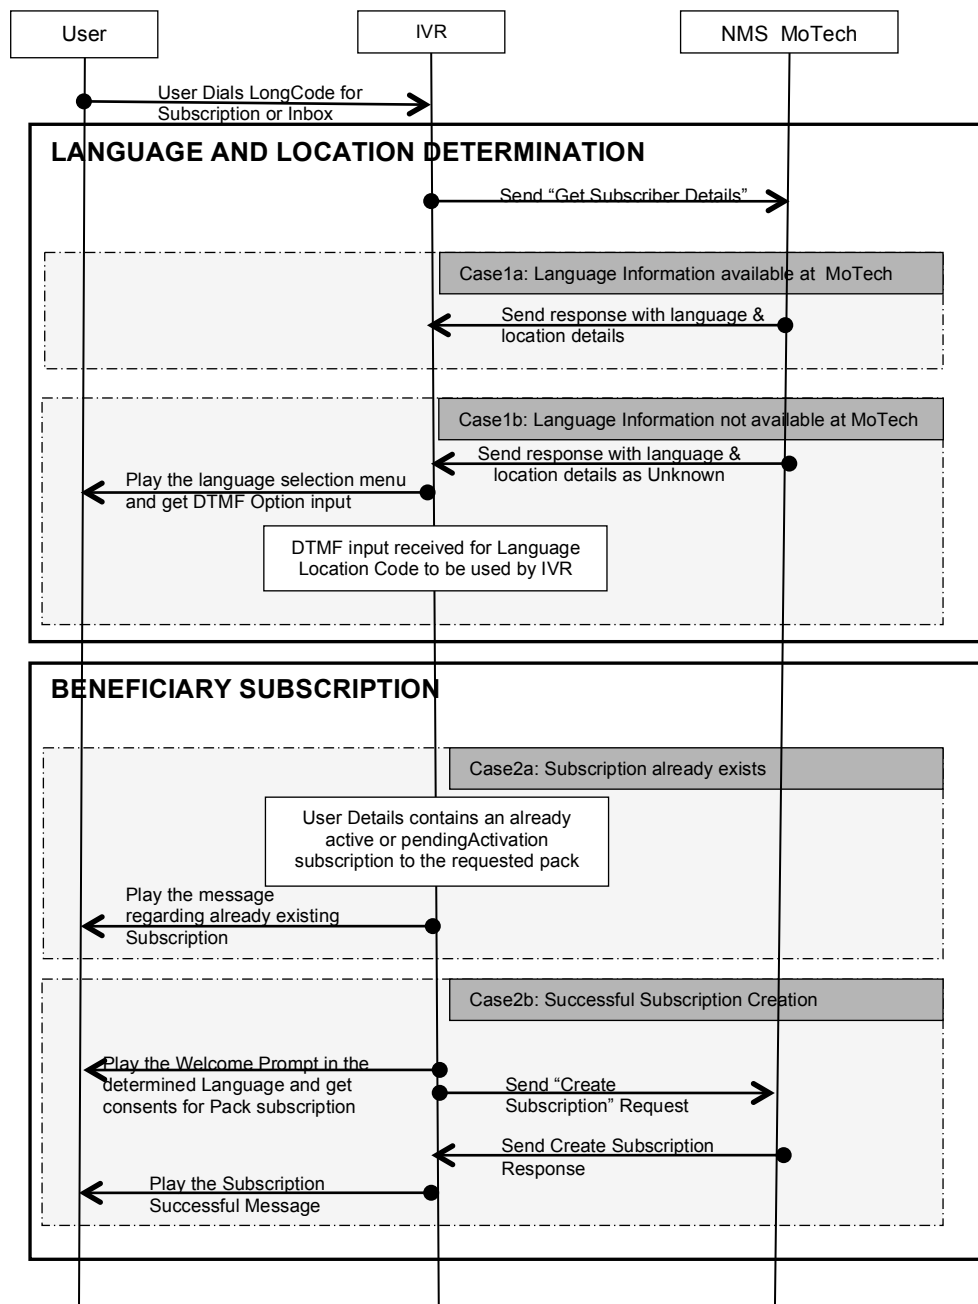 User
IVR
NMS MoTech
User Dials LongCode for
Subscription or Inbox
LANGUAGE AND LOCATION DETERMINATION
Send “Get Subscriber Details”
Case1a: Language Information available at MoTech
Send response with language &
location details
Case1b: Language Information not available at MoTech
Send response with language &
location details as Unknown
Play the language selection menu
and get DTMF Option input
DTMF input received for Language
Location Code to be used by IVR
BENEFICIARY SUBSCRIPTION
Case2a: Subscription already exists
User Details contains an already
active or pendingActivation
subscription to the requested pack
Play the message
regarding already existing
Subscription
Case2b: Successful Subscription Creation
Play the Welcome Prompt in the
determined Language and get
consents for Pack subscription
Send “Create
Subscription” Request
Send Create Subscription
Response
Play the Subscription
Successful Message